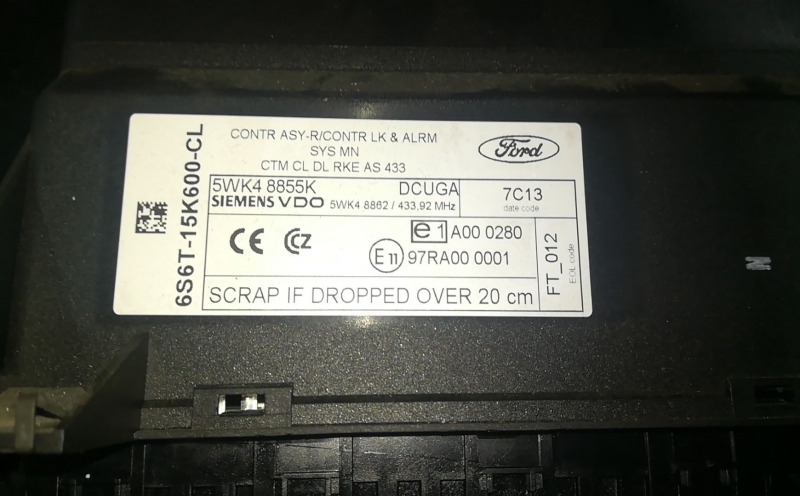 CONTR ASY-R/CONTR LK & ALRM
SYS MN
CTM CL DL RKE AS 433
Ford
6S6T-15K600-CL
5WK4 8855K
DCUGA
SIEMENS VDO 5WK4 8862 / 433.92 MHz
7C13
date code
CE CZ
e1 A00 0280
E11 97RA00 0001
FT_012
EOL code
SCRAP IF DROPPED OVER 20 cm